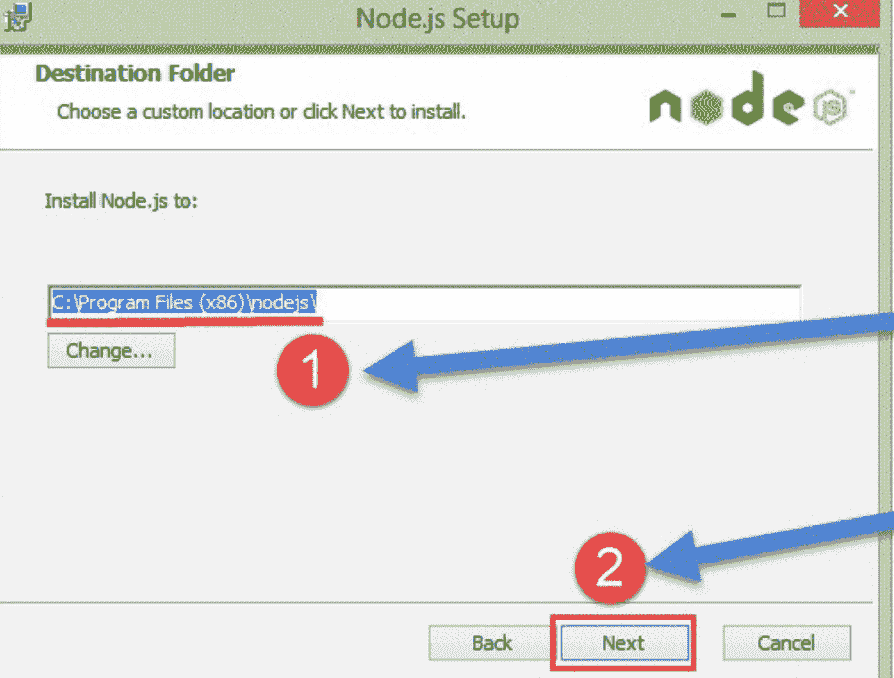 Node.js Setup
Destination Folder
Choose a custom location or click Next to install.
node
JS
Install Node.js to:
C:\Program Files (x86)\nodejs\
Change...
1
2
Back
Next
Cancel